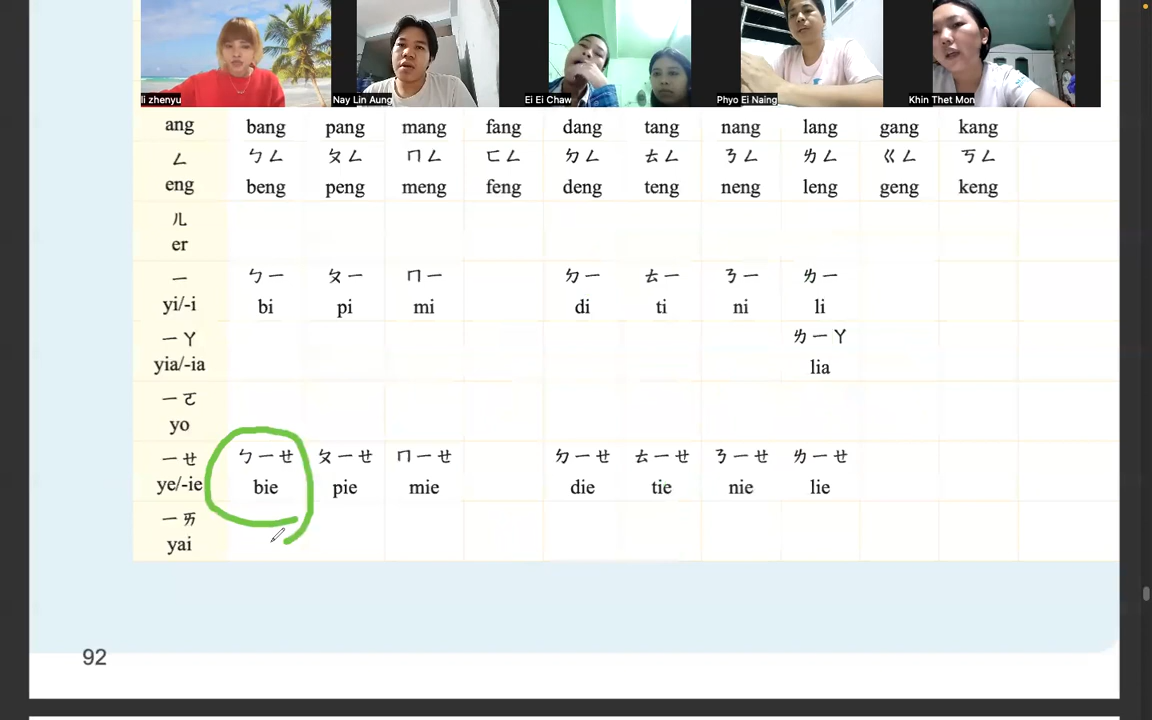 li zhenyu Nay Lin Aung Ei Ei Chaw Phyo Ei Naing Khin Thet Mon
ang bang pang mang fang dang tang nang lang gang kang
ㄥ ㄅㄥ ㄆㄥ ㄇㄥ ㄈㄥ ㄉㄥ ㄊㄥ ㄋㄥ ㄌㄥ ㄍㄥ ㄎㄥ
eng beng peng meng feng deng teng neng leng geng keng
ㄦ
er
ㄧ ㄅㄧ ㄆㄧ ㄇㄧ ㄉㄧ ㄊㄧ ㄋㄧ ㄌㄧ
yi/-i bi pi mi di ti ni li
ㄧㄚ ㄌㄧㄚ
yia/-ia lia
ㄧㄛ
yo
ㄧㄝ ㄅㄧㄝ ㄆㄧㄝ ㄇㄧㄝ ㄉㄧㄝ ㄊㄧㄝ ㄋㄧㄝ ㄌㄧㄝ
ye/-ie bie pie mie die tie nie lie
ㄧㄞ
yai
92